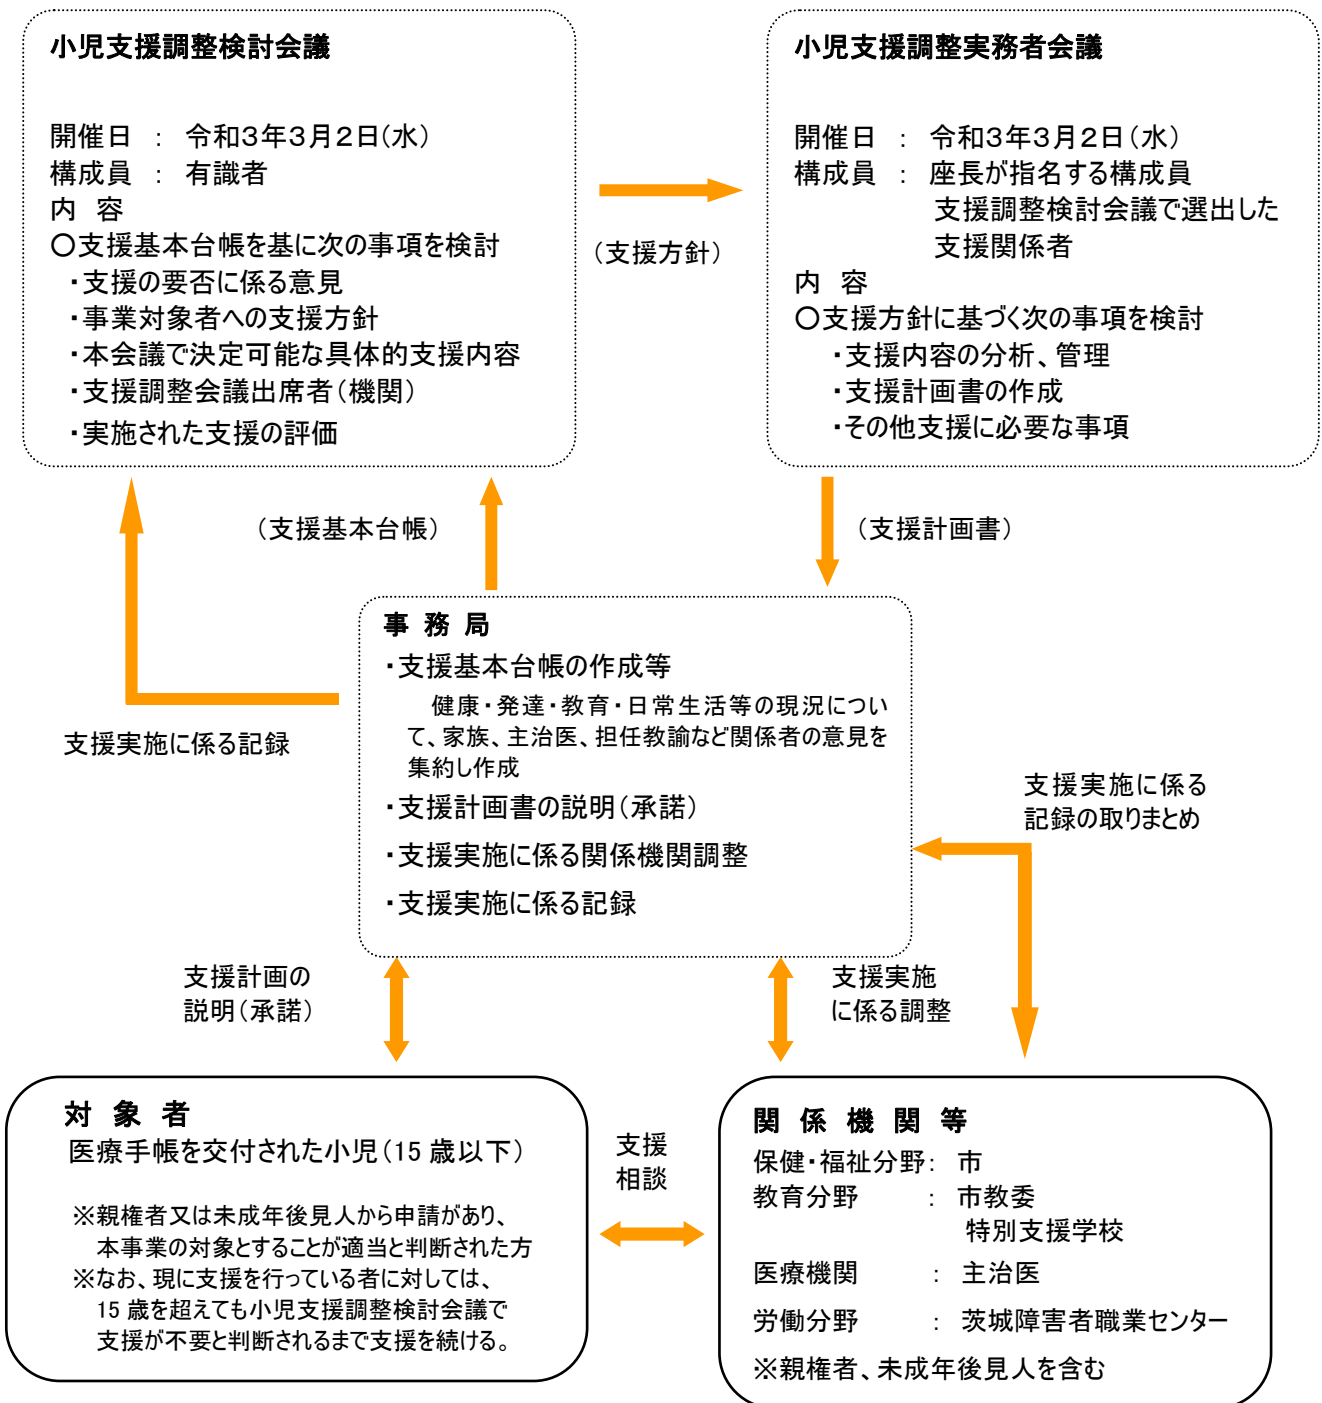 小児支援調整検討会議
開催日 ： 令和３年３月２日(水)
構成員 ： 有識者
内 容
○支援基本台帳を基に次の事項を検討
・支援の要否に係る意見
・事業対象者への支援方針
・本会議で決定可能な具体的支援内容
・支援調整会議出席者（機関）
・実施された支援の評価
（支援方針）
小児支援調整実務者会議
開催日 ： 令和３年３月２日（水）
構成員 ： 座長が指名する構成員
支援調整検討会議で選出した
支援関係者
内 容
○支援方針に基づく次の事項を検討
・支援内容の分析、管理
・支援計画書の作成
・その他支援に必要な事項
（支援基本台帳）
（支援計画書）
支援実施に係る記録
事 務 局
・支援基本台帳の作成等
健康・発達・教育・日常生活等の現況につい
て、家族、主治医、担任教諭など関係者の意見を
集約し作成
・支援計画書の説明（承諾）
・支援実施に係る関係機関調整
・支援実施に係る記録
支援実施に係る
記録の取りまとめ
支援計画の
説明（承諾）
支援実施
に係る調整
対 象 者
医療手帳を交付された小児（15 歳以下）
※親権者又は未成年後見人から申請があり、
本事業の対象とすることが適当と判断された方
※なお、現に支援を行っている者に対しては、
15 歳を超えても小児支援調整検討会議で
支援が不要と判断されるまで支援を続ける。
支援
相談
関 係 機 関 等
保健・福祉分野： 市
教育分野 ： 市教委
特別支援学校
医療機関 ： 主治医
労働分野 ： 茨城障害者職業センター
※親権者、未成年後見人を含む